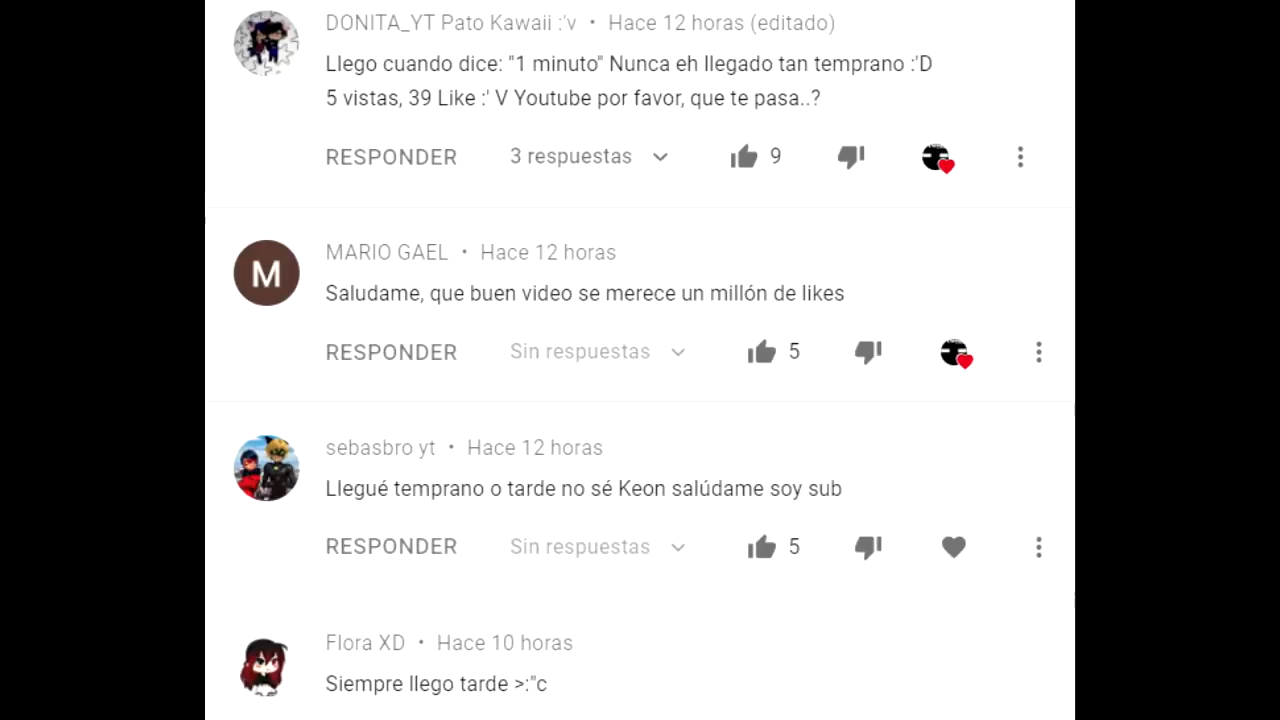 DONITA_YT Pato Kawaii :'v • Hace 12 horas (editado)
Llego cuando dice: "1 minuto" Nunca eh llegado tan temprano :'D
5 vistas, 39 Like :' V Youtube por favor, que te pasa..?
RESPONDER 3 respuestas 9
M
MARIO GAEL • Hace 12 horas
Saludame, que buen video se merece un millón de likes
RESPONDER Sin respuestas 5
sebasbro yt • Hace 12 horas
Llegué temprano o tarde no sé Keon salúdame soy sub
RESPONDER Sin respuestas 5
Flora XD • Hace 10 horas
Siempre llego tarde >:"c